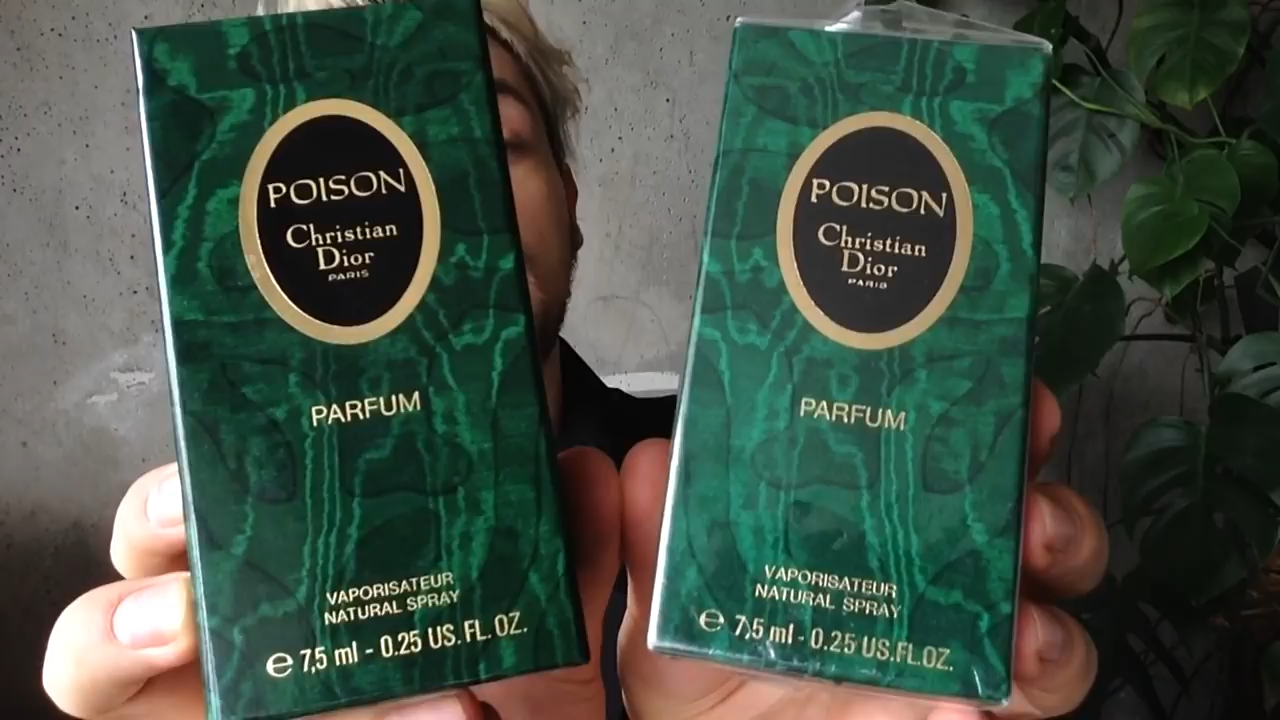 POISON
Christian
Dior
PARIS
PARFUM
VAPORISATEUR
NATURAL SPRAY
e 7,5 ml - 0.25 US.FL.OZ.
POISON
Christian
Dior
PARIS
PARFUM
VAPORISATEUR
NATURAL SPRAY
e 7,5 ml - 0.25 US.FL.OZ.